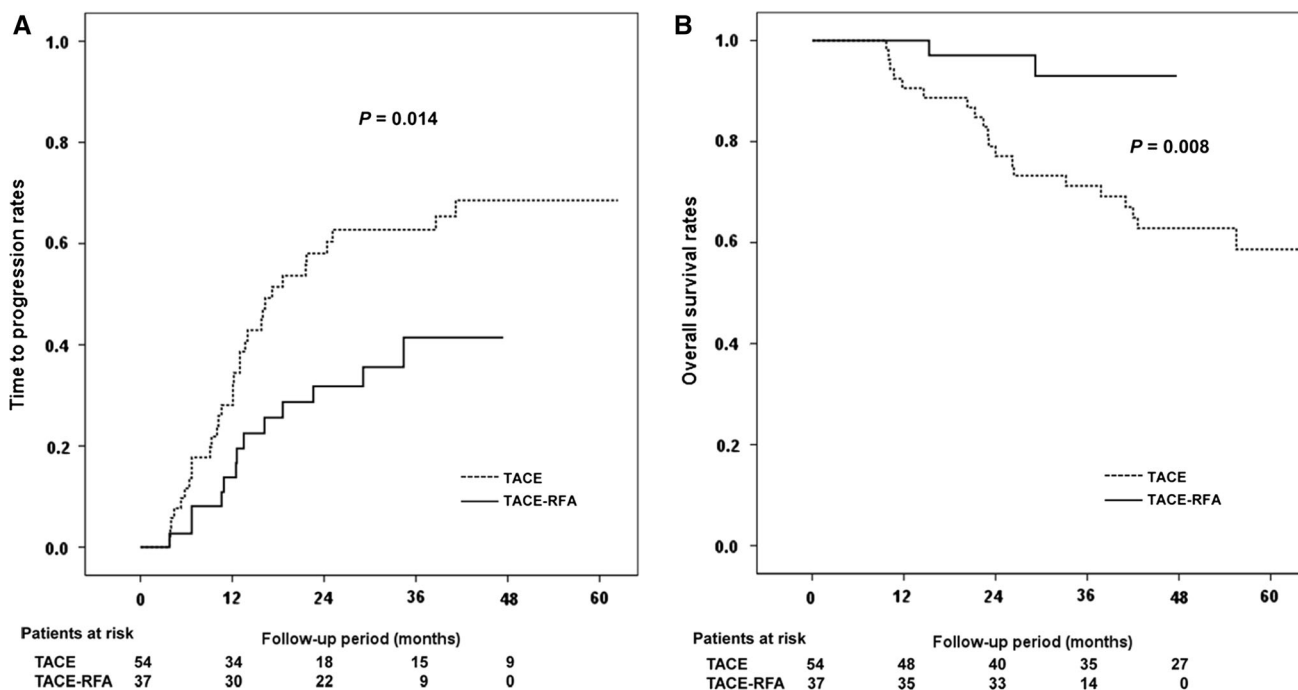 A
Time to progression rates
1.0
0.8
0.6
0.4
0.2
0.0
P = 0.014
TACE
TACE-RFA
0 12 24 36 48 60
Patients at risk Follow-up period (months)
TACE 54 34 18 15 9
TACE-RFA 37 30 22 9 0
B
Overall survival rates
1.0
0.8
0.6
0.4
0.2
0.0
P = 0.008
TACE
TACE-RFA
0 12 24 36 48 60
Patients at risk Follow-up period (months)
TACE 54 48 40 35 27
TACE-RFA 37 35 33 14 0